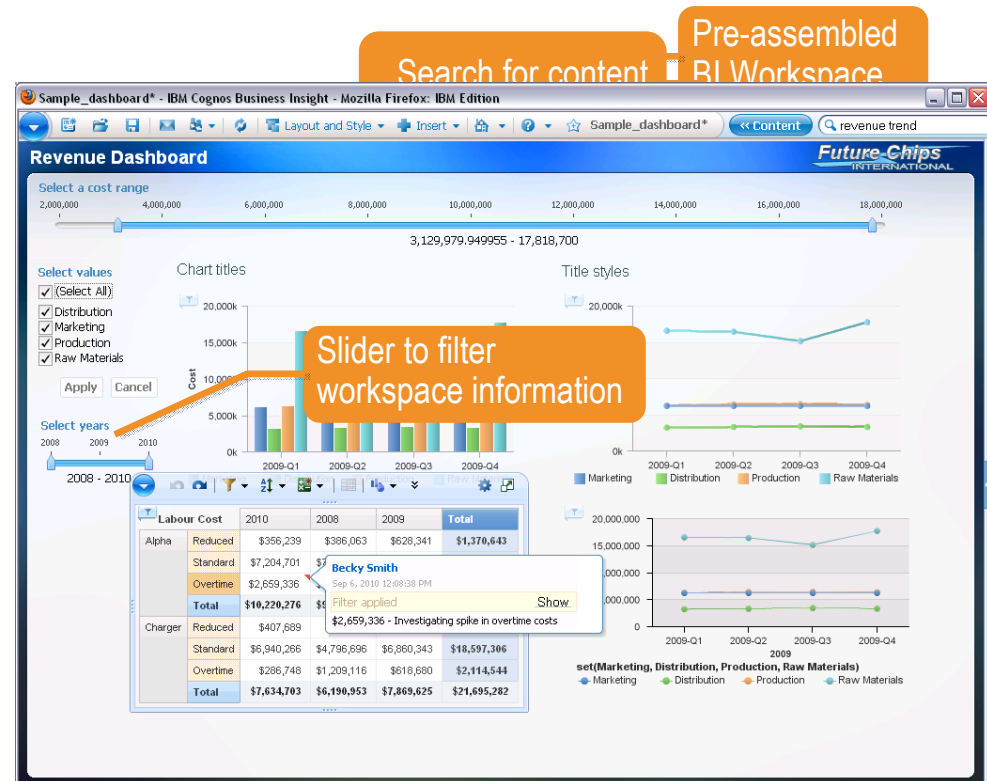 Pre-assembled
BI Workspace
Search for content
Sample_dashboard* - IBM Cognos Business Insight - Mozilla Firefox: IBM Edition
Layout and Style Insert Sample_dashboard* << Content revenue trend
Revenue Dashboard
Future Chips
INTERNATIONAL
Select a cost range
2,000,000 4,000,000 6,000,000 8,000,000 10,000,000 12,000,000 14,000,000 16,000,000 18,000,000
3,129,979.949955 - 17,818,700
Select values
(Select All)
Distribution
Marketing
Production
Raw Materials
Apply Cancel
Select years
2008 2009 2010
2008 - 2010
Chart titles
20,000k
15,000k
10,000k
5,000k
0k
Cost
2009-Q1 2009-Q2 2009-Q3 2009-Q4
Slider to filter
workspace information
Title styles
20,000k
0k
2009-Q1 2009-Q2 2009-Q3 2009-Q4
Marketing Distribution Production Raw Materials
Labour Cost 2010 2008 2009 Total
Alpha Reduced $356,239 $386,063 $628,341 $1,370,643
Standard $7,204,701
Overtime $2,659,336
Total $10,220,276
Charger Reduced $407,689
Standard $6,940,266 $4,796,696 $6,860,343 $18,597,306
Overtime $286,748 $1,209,116 $618,680 $2,114,544
Total $7,634,703 $6,190,953 $7,869,625 $21,695,282
Becky Smith
Sep 6, 2010 12:08:38 PM
Filter applied Show
$2,659,336 - Investigating spike in overtime costs
20,000,000
15,000,000
000,000
000,000
0
2009-Q1 2009-Q2 2009-Q3 2009-Q4
2009
set(Marketing, Distribution, Production, Raw Materials)
Marketing Distribution Production Raw Materials